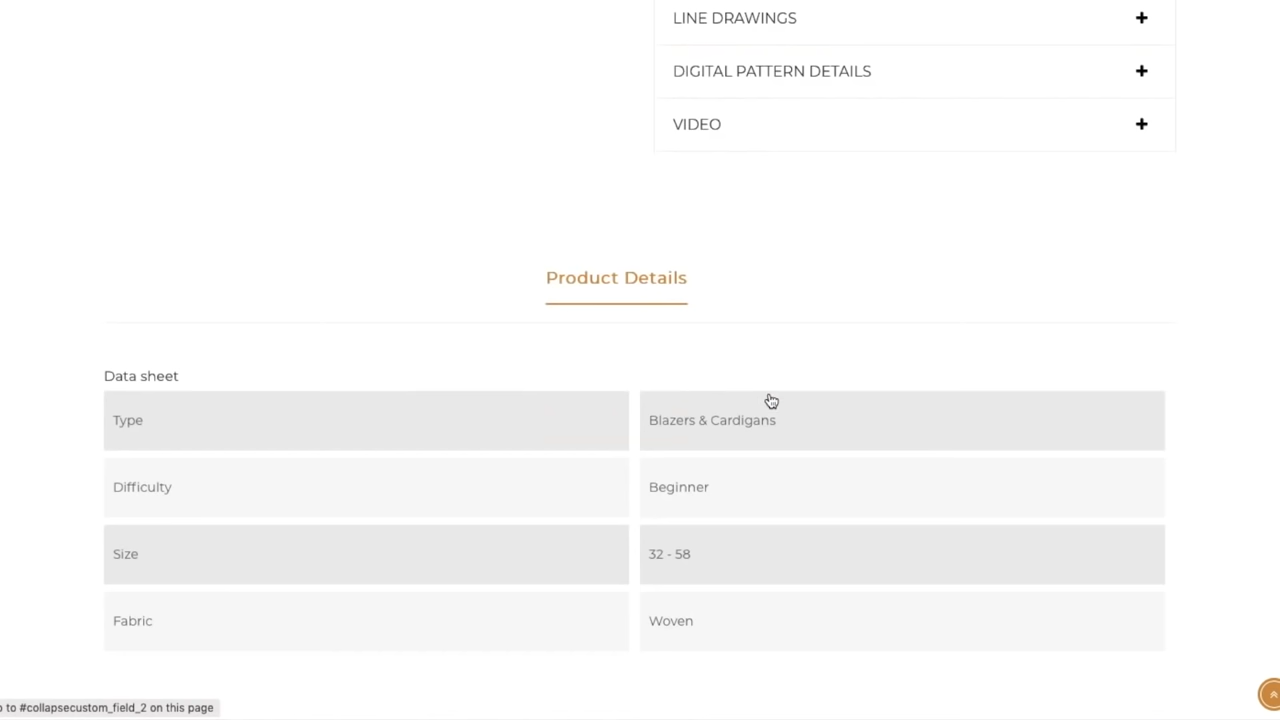 LINE DRAWINGS
DIGITAL PATTERN DETAILS
VIDEO
Product Details
Data sheet
Type Blazers & Cardigans
Difficulty Beginner
Size 32 - 58
Fabric Woven
to #collapsecustom_field_2 on this page